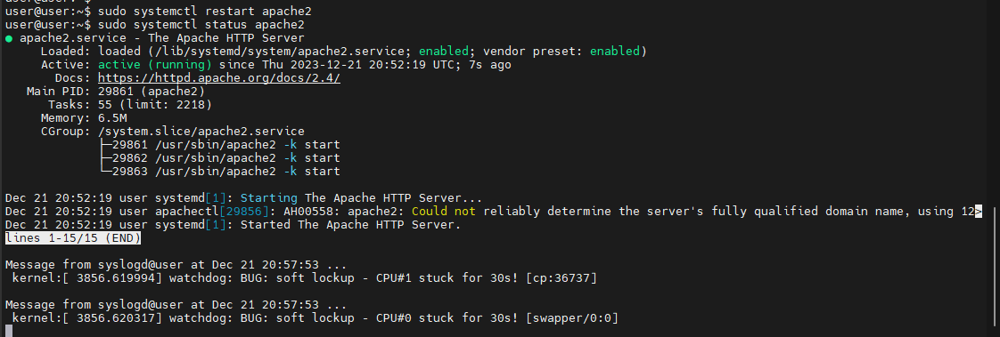 user@user:~$
user@user:~$ sudo systemctl restart apache2
user@user:~$ sudo systemctl status apache2
● apache2.service - The Apache HTTP Server
     Loaded: loaded (/lib/systemd/system/apache2.service; enabled; vendor preset: enabled)
     Active: active (running) since Thu 2023-12-21 20:52:19 UTC; 7s ago
       Docs: https://httpd.apache.org/docs/2.4/
   Main PID: 29861 (apache2)
      Tasks: 55 (limit: 2218)
     Memory: 6.5M
     CGroup: /system.slice/apache2.service
             ├─29861 /usr/sbin/apache2 -k start
             ├─29862 /usr/sbin/apache2 -k start
             └─29863 /usr/sbin/apache2 -k start
Dec 21 20:52:19 user systemd[1]: Starting The Apache HTTP Server...
Dec 21 20:52:19 user apachectl[29856]: AH00558: apache2: Could not reliably determine the server's fully qualified domain name, using 12>
Dec 21 20:52:19 user systemd[1]: Started The Apache HTTP Server.
lines 1-15/15 (END)
Message from syslogd@user at Dec 21 20:57:53 ...
 kernel:[ 3856.619994] watchdog: BUG: soft lockup - CPU#1 stuck for 30s! [cp:36737]
Message from syslogd@user at Dec 21 20:57:53 ...
 kernel:[ 3856.620317] watchdog: BUG: soft lockup - CPU#0 stuck for 30s! [swapper/0:0]